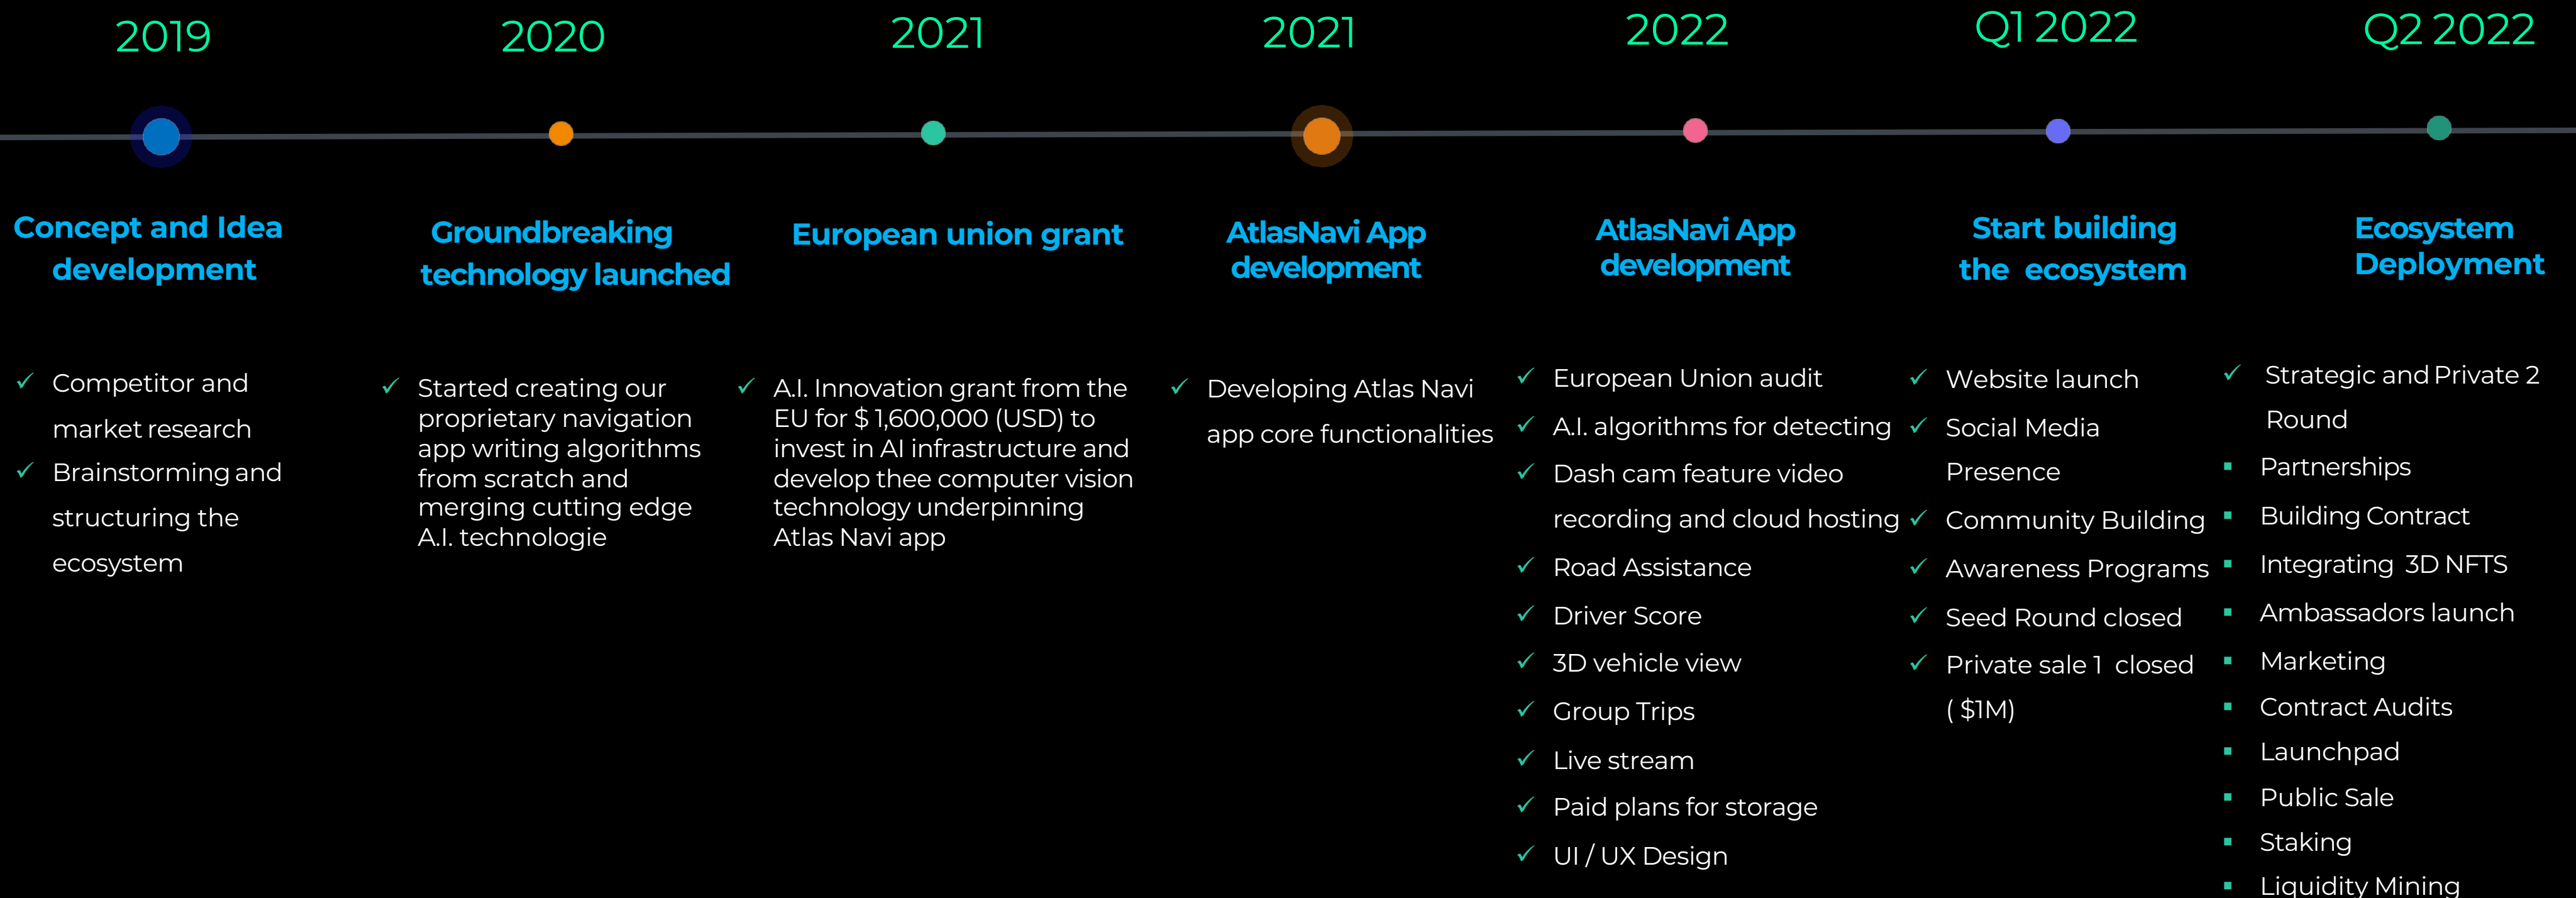 2019
2020
2021
2021
2022
Q1 2022
Q2 2022
Concept and Idea
development
Groundbreaking
technology launched
European union grant
AtlasNavi App
development
AtlasNavi App
development
Start building
the ecosystem
Ecosystem
Deployment
Competitor and
market research
Brainstorming and
structuring the
ecosystem
Started creating our
proprietary navigation
app writing algorithms
from scratch and
merging cutting edge
A.I. technologie
A.I. Innovation grant from the
EU for $ 1,600,000 (USD) to
invest in AI infrastructure and
develop thee computer vision
technology underpinning
Atlas Navi app
Developing Atlas Navi
app core functionalities
European Union audit
A.I. algorithms for detecting
Dash cam feature video
recording and cloud hosting
Road Assistance
Driver Score
3D vehicle view
Group Trips
Live stream
Paid plans for storage
UI / UX Design
Website launch
Social Media
Presence
Community Building
Awareness Programs
Seed Round closed
Private sale 1 closed
( $1M)
Strategic and Private 2
Round
Partnerships
Building Contract
Integrating 3D NFTS
Ambassadors launch
Marketing
Contract Audits
Launchpad
Public Sale
Staking
Liquidity Mining